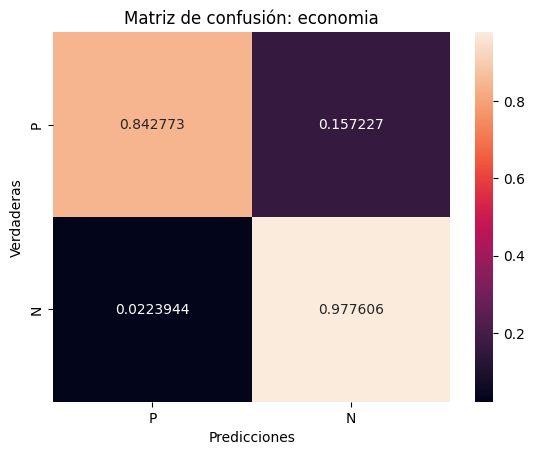 Matriz de confusión: economia
Verdaderas
P
0.842773
0.157227
N
0.0223944
0.977606
P
N
Predicciones
0.8
0.6
0.4
0.2